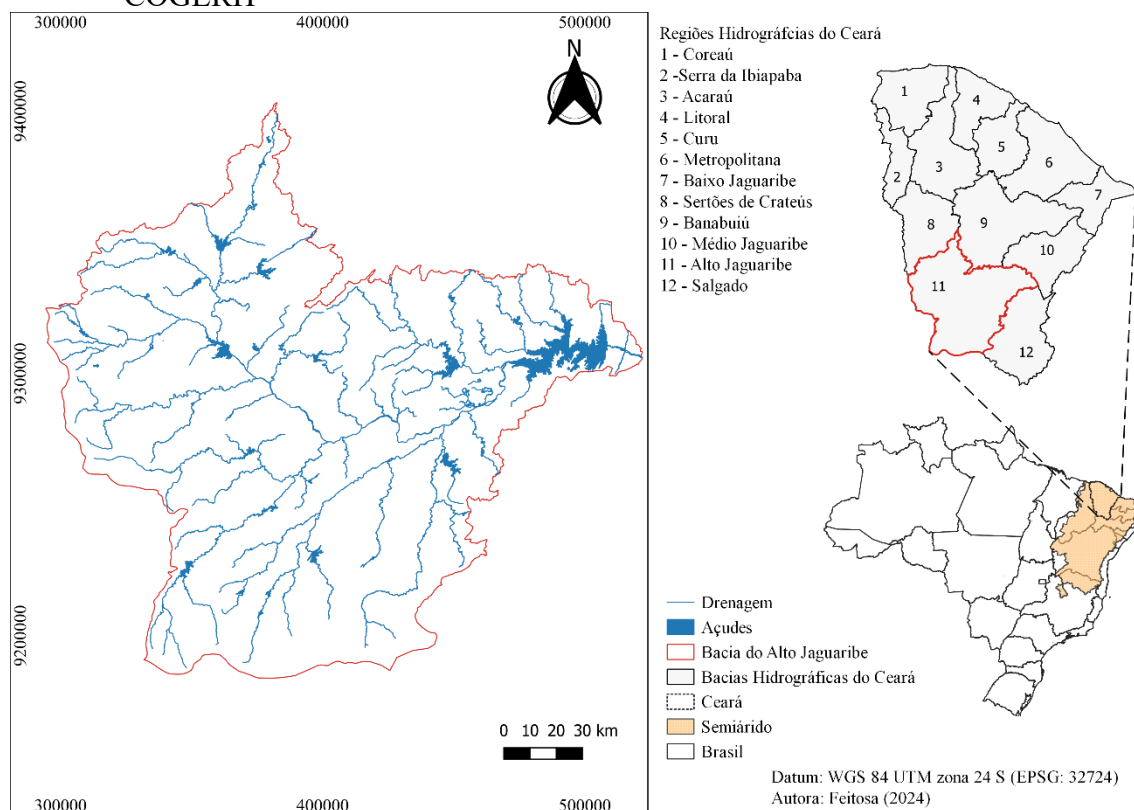 COGERH
300000 400000 500000
9400000
9300000
9200000
N
0 10 20 30 km
300000 400000 500000
Regiões Hidrográfcias do Ceará
1 - Coreaú
2 -Serra da Ibiapaba
3 - Acaraú
4 - Litoral
5 - Curu
6 - Metropolitana
7 - Baixo Jaguaribe
8 - Sertões de Crateús
9 - Banabuiú
10 - Médio Jaguaribe
11 - Alto Jaguaribe
12 - Salgado
1
4
5
6
3
2
7
8
9
10
11
12
Drenagem
Açudes
Bacia do Alto Jaguaribe
Bacias Hidrográficas do Ceará
Ceará
Semiárido
Brasil
Datum: WGS 84 UTM zona 24 S (EPSG: 32724)
Autora: Feitosa (2024)